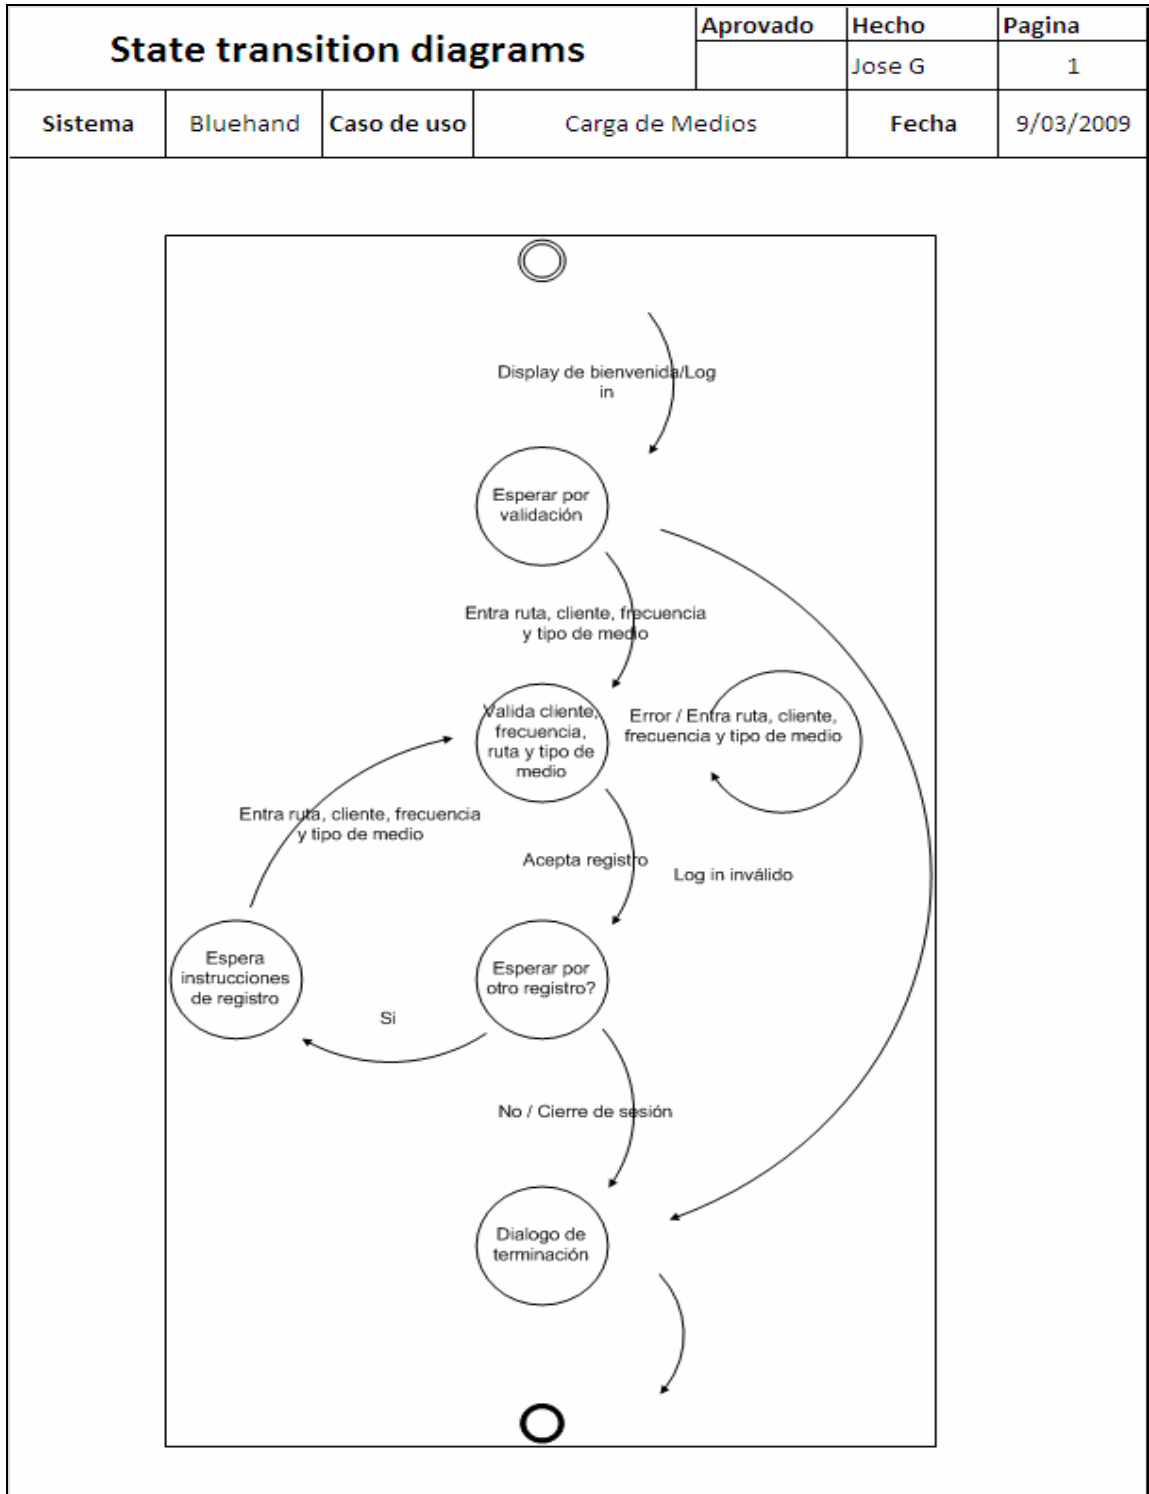 State transition diagrams
Aprovado
Hecho
Pagina
Jose G
1
Sistema
Bluehand
Caso de uso
Carga de Medios
Fecha
9/03/2009
Display de bienvenida/Log
in
Esperar por
validación
Entra ruta, cliente, frecuencia
y tipo de medio
Valida cliente,
frecuencia,
ruta y tipo de
medio
Error / Entra ruta, cliente,
frecuencia y tipo de medio
Entra ruta, cliente, frecuencia
y tipo de medio
Acepta registro
Log in inválido
Espera
instrucciones
de registro
Esperar por
otro registro?
Si
No / Cierre de sesión
Dialogo de
terminación